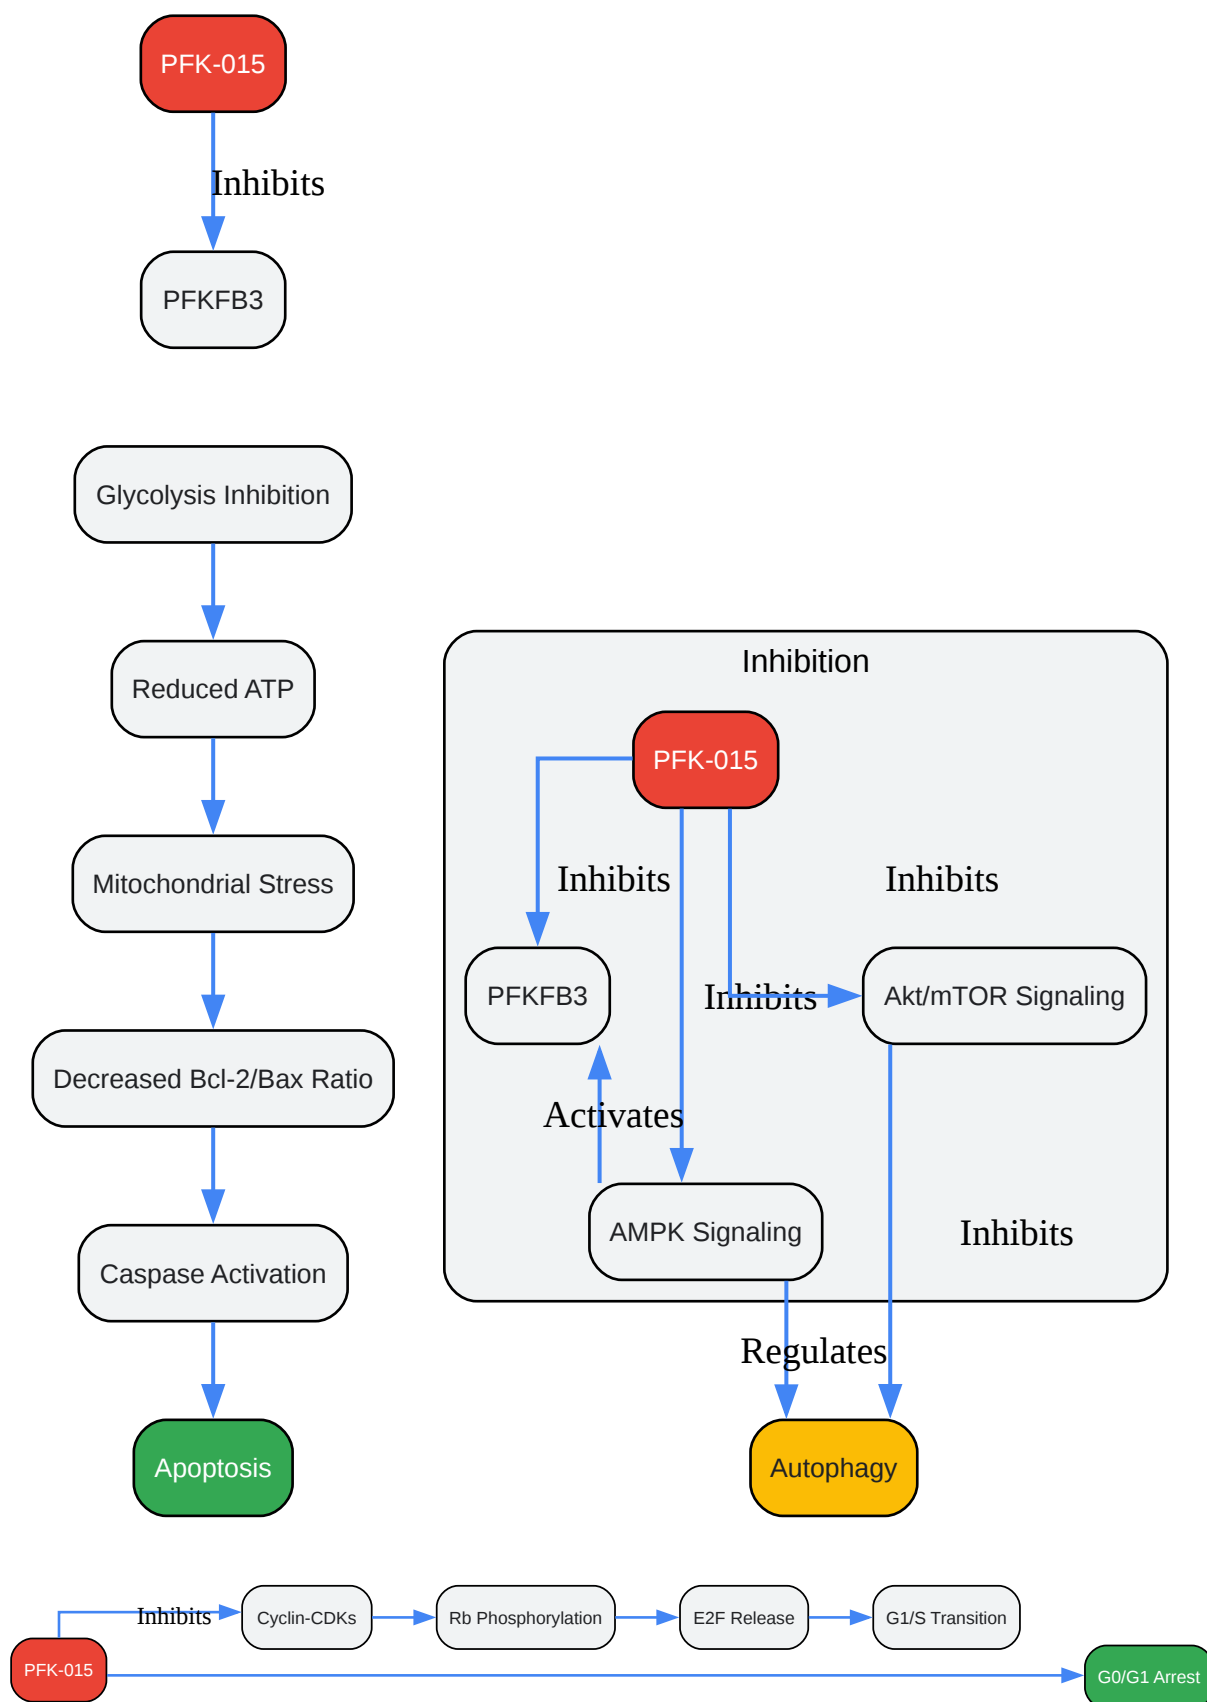 PFK-015
Inhibits
PFKFB3
Glycolysis Inhibition
Reduced ATP
Mitochondrial Stress
Decreased Bcl-2/Bax Ratio
Caspase Activation
Apoptosis
Inhibition
PFK-015
Inhibits
Inhibits
PFKFB3
Inhibits
Akt/mTOR Signaling
Activates
AMPK Signaling
Inhibits
Regulates
Autophagy
Inhibits
Cyclin-CDKs
Rb Phosphorylation
E2F Release
G1/S Transition
PFK-015
G0/G1 Arrest